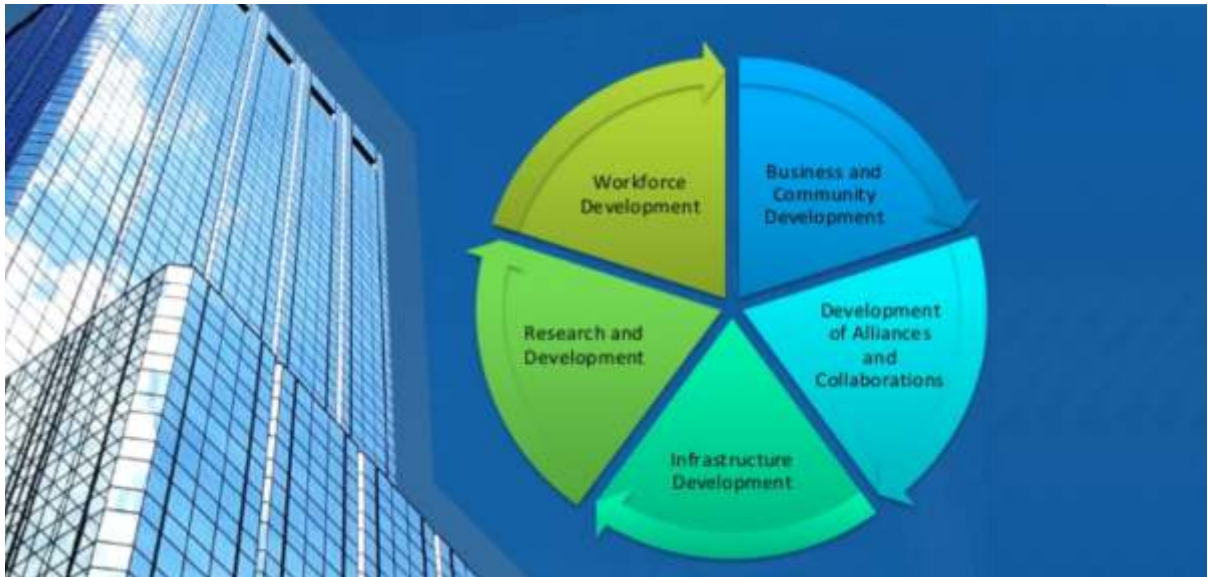 Business and
Community
Development
Development
of Alliances
and
Collaborations
Infrastructure
Development
Research and
Development
Workforce
Development